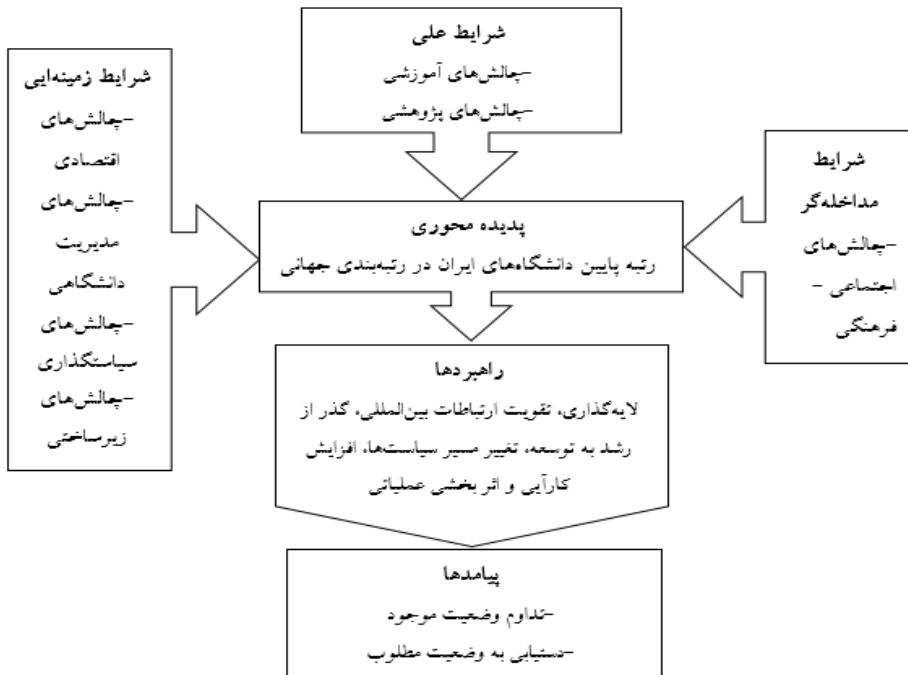 شرایط علی
-چالش‌های آموزشی
-چالش‌های پژوهشی
شرایط زمینه‌ایی
-چالش‌های
اقتصادی
-چالش‌های
مدیریت
دانشگاهی
-چالش‌های
سیاستگذاری
-چالش‌های
زیرساختی
شرایط
مداخله‌گر
-چالش‌های
اجتماعی -
فرهنگی
پدیده محوری
رتبه پایین دانشگاه‌های ایران در رتبه‌بندی جهانی
راهبردها
لایه‌گذاری، تقویت ارتباطات بین‌المللی، گذر از
رشد به توسعه، تغییر مسیر سیاست‌ها، افزایش
کارآیی و اثر بخشی عملیاتی
پیامدها
-تداوم وضعیت موجود
-دستیابی به وضعیت مطلوب